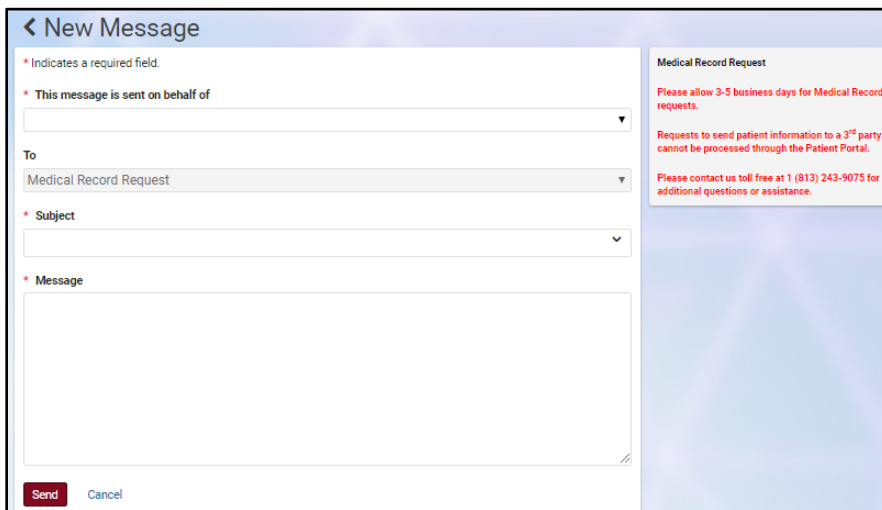 New Message
* Indicates a required field.
* This message is sent on behalf of
To
Medical Record Request
* Subject
* Message
Send Cancel
Medical Record Request
Please allow 3-5 business days for Medical Record
requests.
Requests to send patient information to a 3rd party
cannot be processed through the Patient Portal.
Please contact us toll free at 1 (813) 243-9075 for
additional questions or assistance.